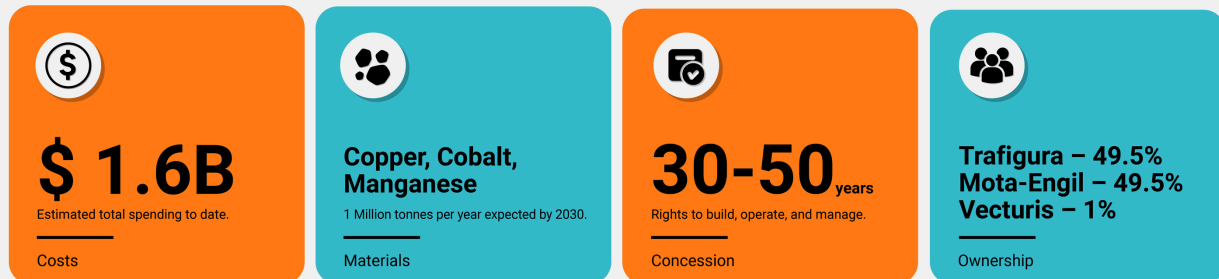 $ 1.6B
Estimated total spending to date.
Costs
Copper, Cobalt,
Manganese
1 Million tonnes per year expected by 2030.
Materials
30-50 years
Rights to build, operate, and manage.
Concession
Trafigura – 49.5%
Mota-Engil – 49.5%
Vecturis – 1%
Ownership